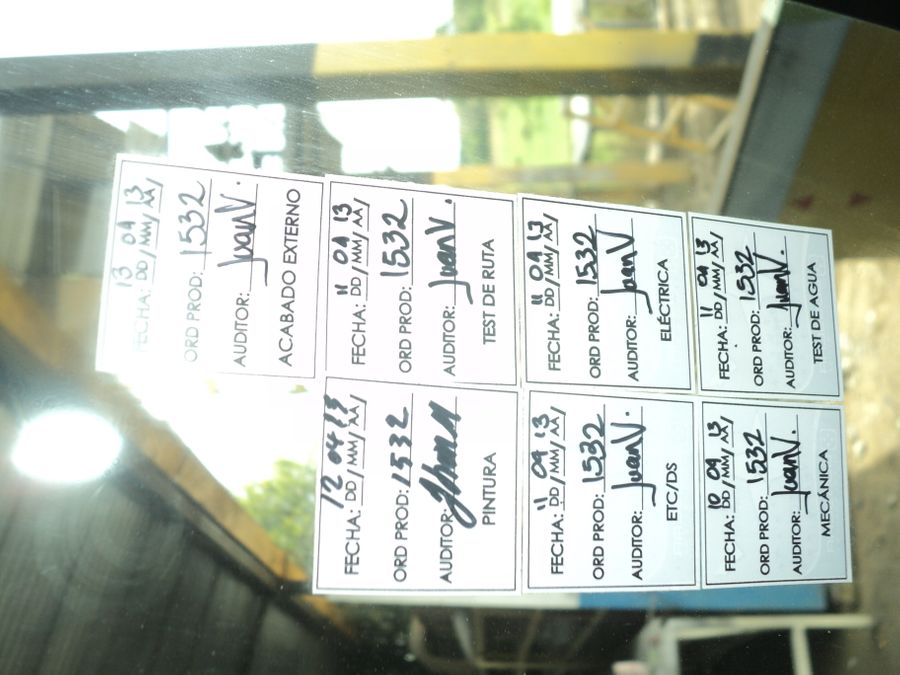 FECHA: 13 / 04 / 13
DD / MM / AA /
ORD PROD: 1532
AUDITOR: JuanV.
ACABADO EXTERNO
FECHA: 12 04 13
DD / MM / AA /
ORD PROD: 1532
AUDITOR:
PINTURA
FECHA: 11 04 13
DD / MM / AA /
ORD PROD: 1532
AUDITOR: JuanV.
TEST DE RUTA
FECHA: 11 04 13
DD / MM / AA /
ORD PROD: 1532
AUDITOR: JuanV.
ETC/DS
FECHA: 11 04 13
DD / MM / AA /
ORD PROD: 1532
AUDITOR: JuanV
ELÉCTRICA
FECHA: 10 04 13
DD / MM / AA /
ORD PROD: 1532
AUDITOR: JuanV.
MECÁNICA
FECHA: 11 04 13
DD / MM / AA /
ORD PROD: 1532
AUDITOR: JuanV.
TEST DE AGUA